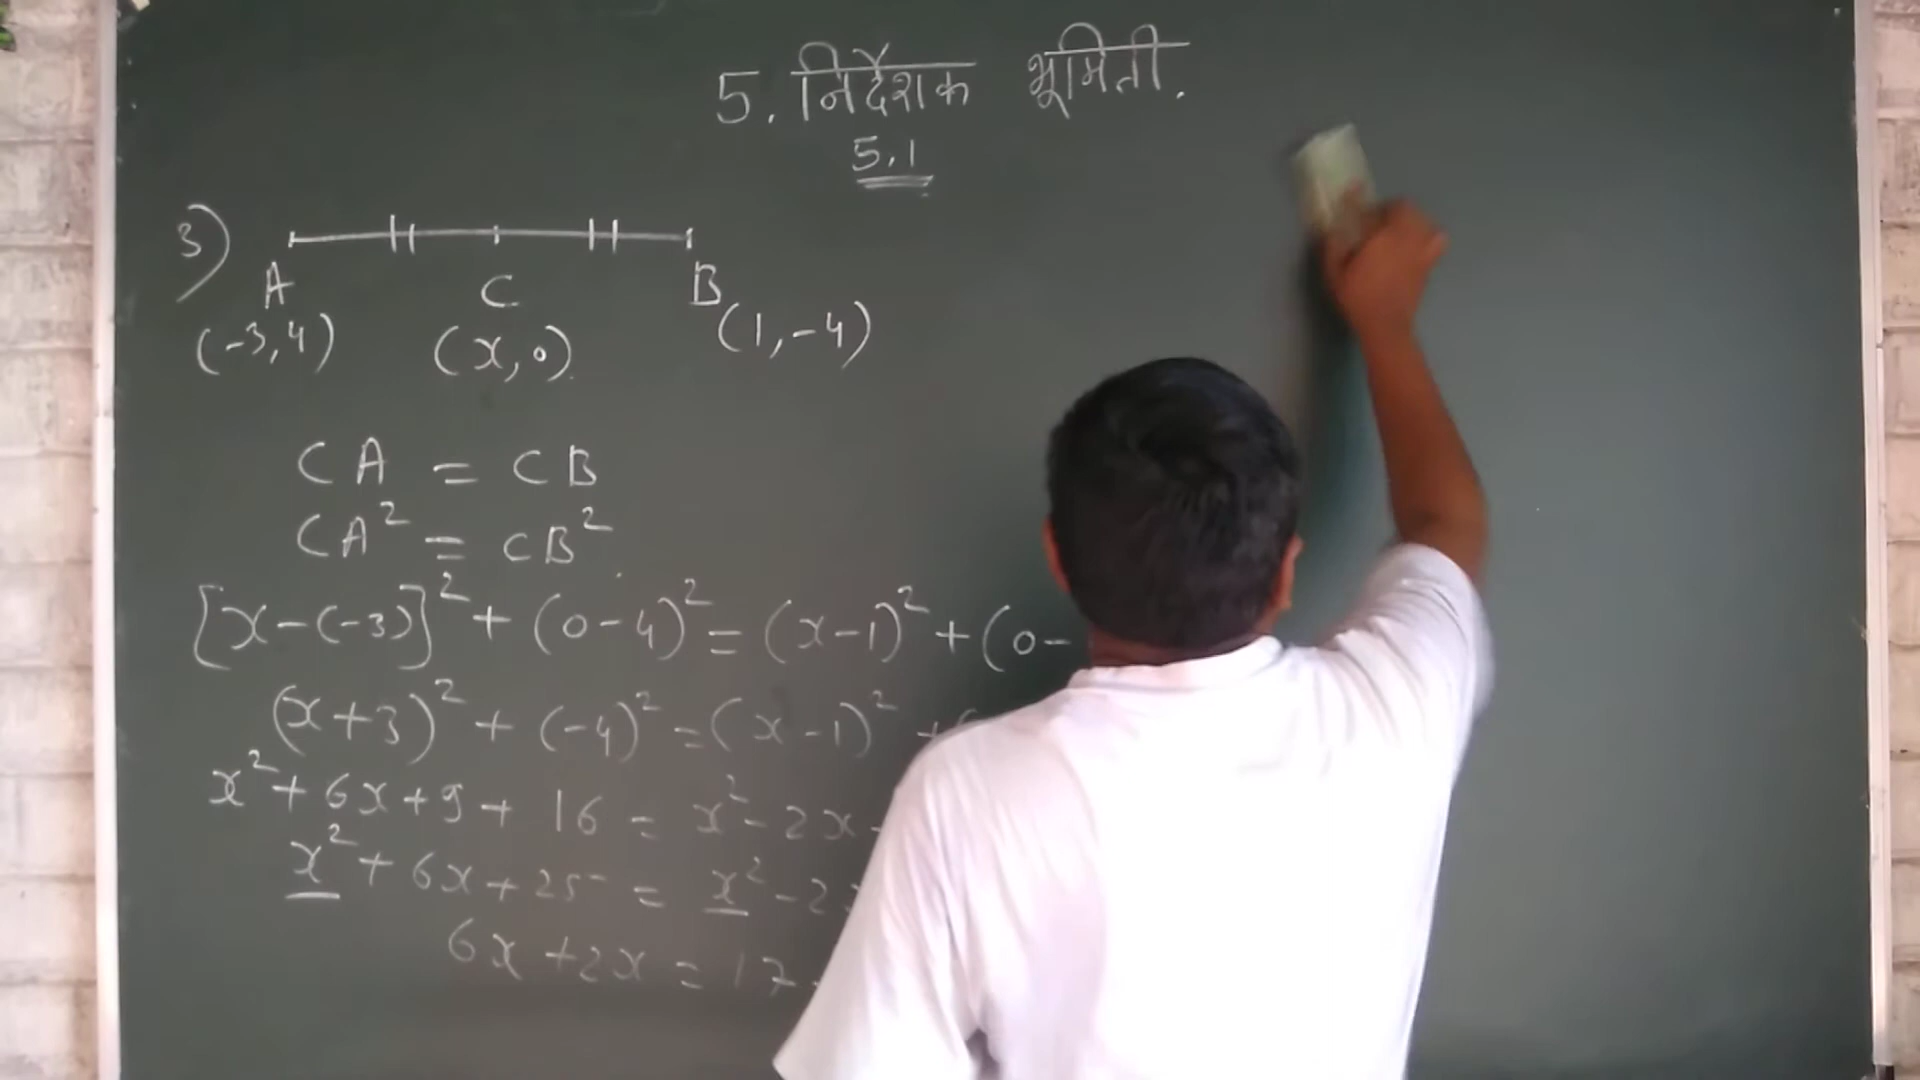 5. निर्देशक भूमिती.
5.1
3)
A C B
(-3,4) (x,0) (1,-4)
CA = CB
CA² = CB²
[x-(-3)]² + (0-4)² = (x-1)² + (0-
(x+3)² + (-4)² = (x-1)² +
x² + 6x + 9 + 16 = x² - 2x
x² + 6x + 25 = x² - 2
6x + 2x = 17